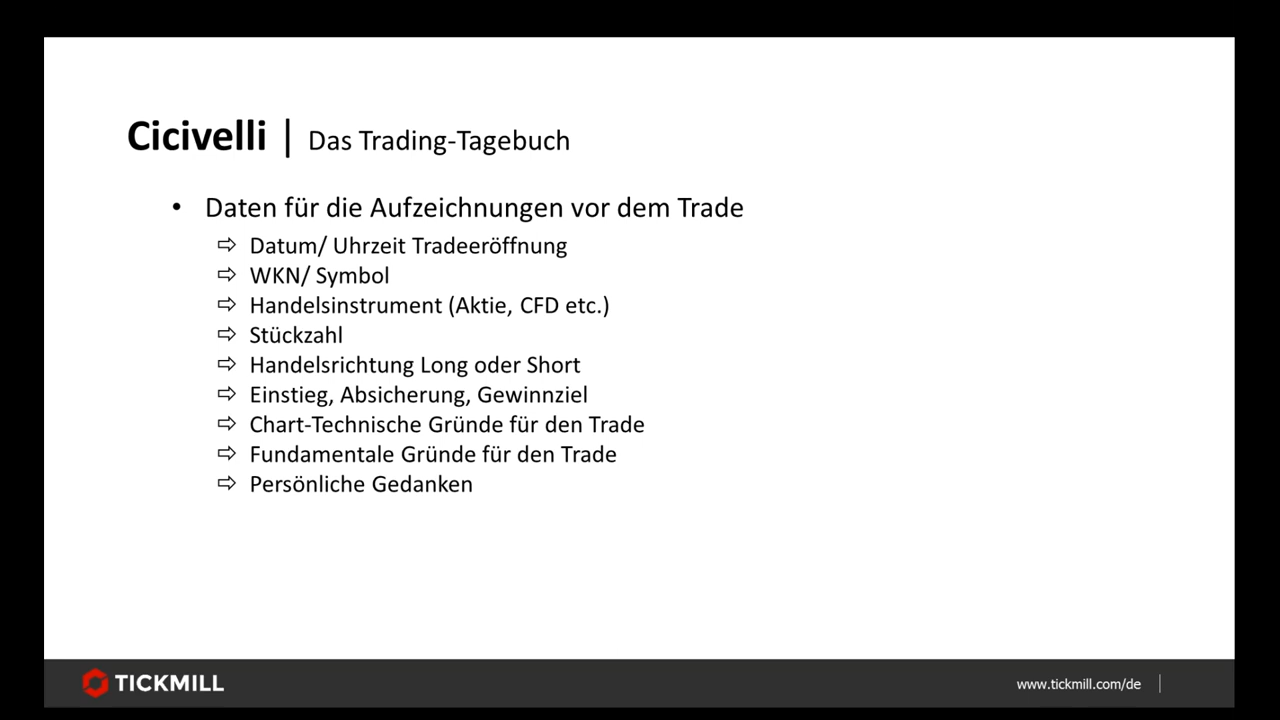 Cicivelli | Das Trading-Tagebuch
• Daten für die Aufzeichnungen vor dem Trade
⇨ Datum/ Uhrzeit Tradeeröffnung
⇨ WKN/ Symbol
⇨ Handelsinstrument (Aktie, CFD etc.)
⇨ Stückzahl
⇨ Handelsrichtung Long oder Short
⇨ Einstieg, Absicherung, Gewinnziel
⇨ Chart-Technische Gründe für den Trade
⇨ Fundamentale Gründe für den Trade
⇨ Persönliche Gedanken
TICKMILL
www.tickmill.com/de |